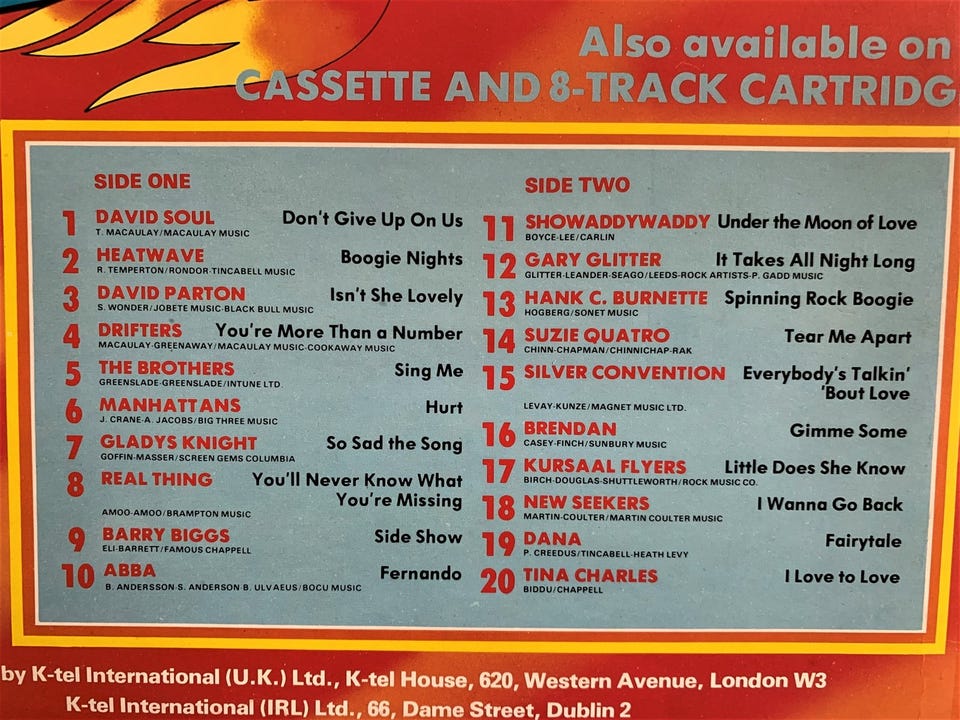 Also available on
CASSETTE AND 8-TRACK CARTRIDG
SIDE ONE
1 DAVID SOUL Don't Give Up On Us
T. MACAULAY/MACAULAY MUSIC
2 HEATWAVE Boogie Nights
R. TEMPERTON/RONDOR-TINCABELL MUSIC
3 DAVID PARTON Isn't She Lovely
S. WONDER/JOBETE MUSIC-BLACK BULL MUSIC
4 DRIFTERS You're More Than a Number
MACAULAY-GREENAWAY/MACAULAY MUSIC-COOKAWAY MUSIC
5 THE BROTHERS Sing Me
GREENSLADE-GREENSLADE/INTUNE LTD.
6 MANHATTANS Hurt
J. CRANE-A. JACOBS/BIG THREE MUSIC
7 GLADYS KNIGHT So Sad the Song
GOFFIN-MASSER/SCREEN GEMS COLUMBIA
8 REAL THING You'll Never Know What
You're Missing
AMOO-AMOO/BRAMPTON MUSIC
9 BARRY BIGGS Side Show
ELI-BARRETT/FAMOUS CHAPPELL
10 ABBA Fernando
B. ANDERSSON-S. ANDERSON-B. ULVAEUS/BOCU MUSIC
SIDE TWO
11 SHOWADDYWADDY Under the Moon of Love
BOYCE-LEE/CARLIN
12 GARY GLITTER It Takes All Night Long
GLITTER-LEANDER-SEAGO/LEEDS-ROCK ARTISTS-P. GADD MUSIC
13 HANK C. BURNETTE Spinning Rock Boogie
HOGBERG/SONET MUSIC
14 SUZIE QUATRO Tear Me Apart
CHINN-CHAPMAN/CHINNICHAP-RAK
15 SILVER CONVENTION Everybody's Talkin'
'Bout Love
LEVAY-KUNZE/MAGNET MUSIC LTD.
16 BRENDAN Gimme Some
CASEY-FINCH/SUNBURY MUSIC
17 KURSAAL FLYERS Little Does She Know
BIRCH-DOUGLAS-SHUTTLEWORTH/ROCK MUSIC CO.
18 NEW SEEKERS I Wanna Go Back
MARTIN-COULTER/MARTIN COULTER MUSIC
19 DANA Fairytale
P. CREEDUS/TINCABELL-HEATH LEVY
20 TINA CHARLES I Love to Love
BIDDU/CHAPPELL
by K-tel International (U.K.) Ltd., K-tel House, 620, Western Avenue, London W3
K-tel International (IRL) Ltd., 66, Dame Street, Dublin 2